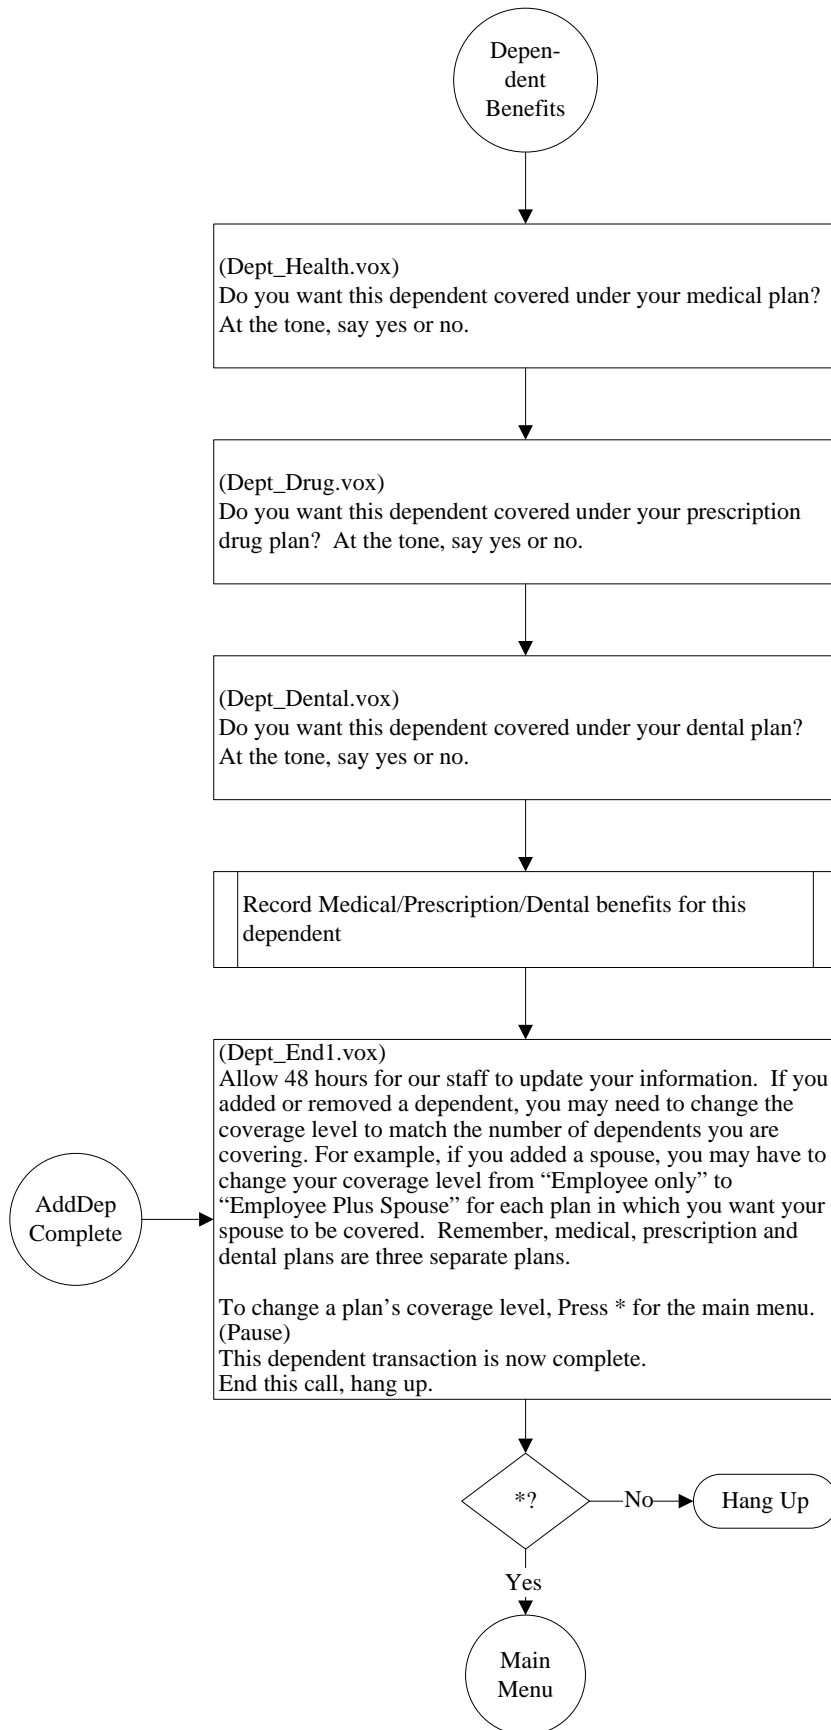 Depen-
dent
Benefits
(Dept_Health.vox)
Do you want this dependent covered under your medical plan?
At the tone, say yes or no.
(Dept_Drug.vox)
Do you want this dependent covered under your prescription
drug plan?  At the tone, say yes or no.
(Dept_Dental.vox)
Do you want this dependent covered under your dental plan?
At the tone, say yes or no.
Record Medical/Prescription/Dental benefits for this
dependent
(Dept_End1.vox)
Allow 48 hours for our staff to update your information.  If you
added or removed a dependent, you may need to change the
coverage level to match the number of dependents you are
covering. For example, if you added a spouse, you may have to
change your coverage level from “Employee only” to
“Employee Plus Spouse” for each plan in which you want your
spouse to be covered.  Remember, medical, prescription and
dental plans are three separate plans.
To change a plan’s coverage level, Press * for the main menu.
(Pause)
This dependent transaction is now complete.
End this call, hang up.
AddDep
Complete
*?
No
Hang Up
Yes
Main
Menu